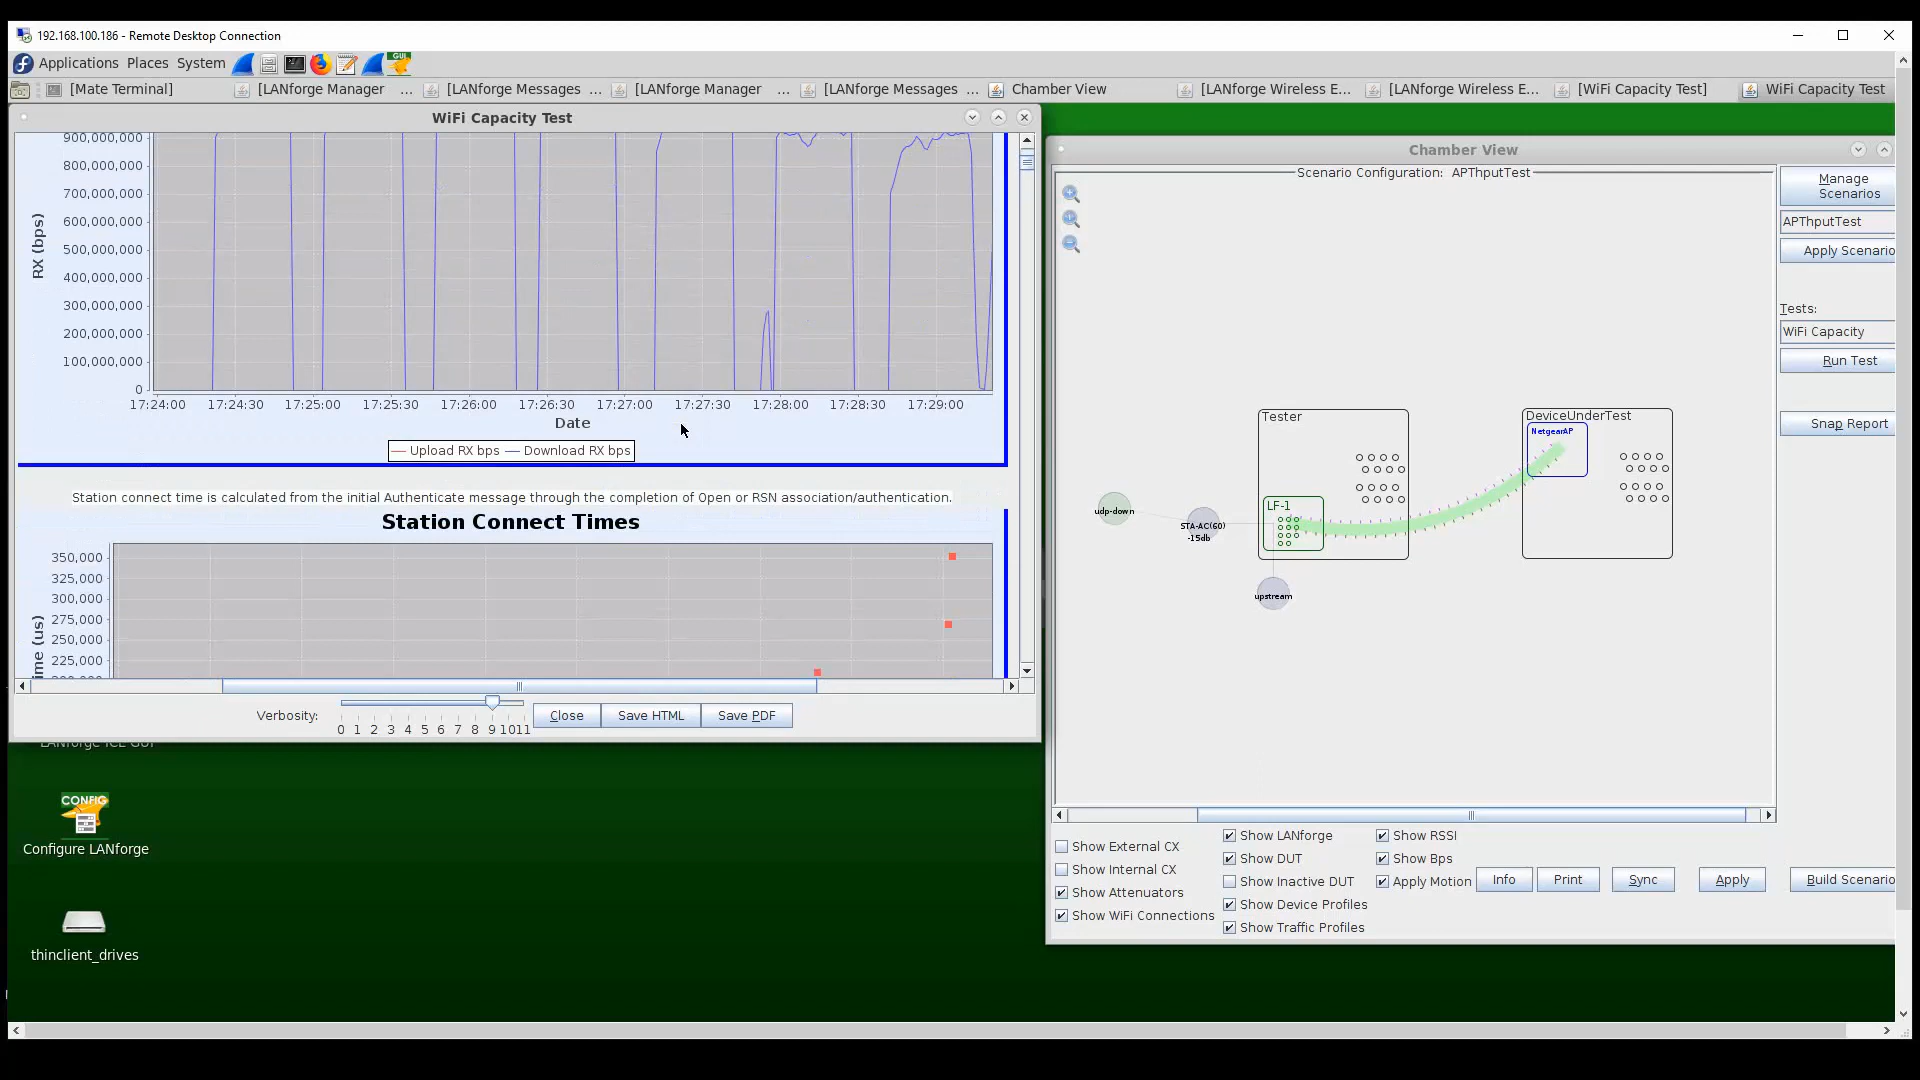 192.168.100.186 - Remote Desktop Connection
Applications Places System
[Mate Terminal] [LANforge Manager ... [LANforge Messages ... [LANforge Manager ... [LANforge Messages ... Chamber View [LANforge Wireless E... [LANforge Wireless E... [WiFi Capacity Test] WiFi Capacity Test
WiFi Capacity Test
900,000,000
800,000,000
700,000,000
600,000,000
500,000,000
400,000,000
300,000,000
200,000,000
100,000,000
0
RX (bps)
17:24:00 17:24:30 17:25:00 17:25:30 17:26:00 17:26:30 17:27:00 17:27:30 17:28:00 17:28:30 17:29:00
Date
Upload RX bps Download RX bps
Station connect time is calculated from the initial Authenticate message through the completion of Open or RSN association/authentication.
Station Connect Times
350,000
325,000
300,000
275,000
250,000
225,000
Verbosity:
0 1 2 3 4 5 6 7 8 9 10 11
Close Save HTML Save PDF
Configure LANforge
thinclient_drives
CONFIG
GUI
Chamber View
Scenario Configuration: APThputTest
Manage
Scenarios
APThputTest
Apply Scenario
Tests:
WiFi Capacity
Run Test
Snap Report
Tester
DeviceUnderTest
NetgearAP
LF-1
udp-down
STA-AC(60)
-15db
upstream
Show External CX
Show Internal CX
Show Attenuators
Show WiFi Connections
Show LANforge
Show DUT
Show Inactive DUT
Show Device Profiles
Show Traffic Profiles
Show RSSI
Show Bps
Apply Motion
Info Print Sync Apply Build Scenario